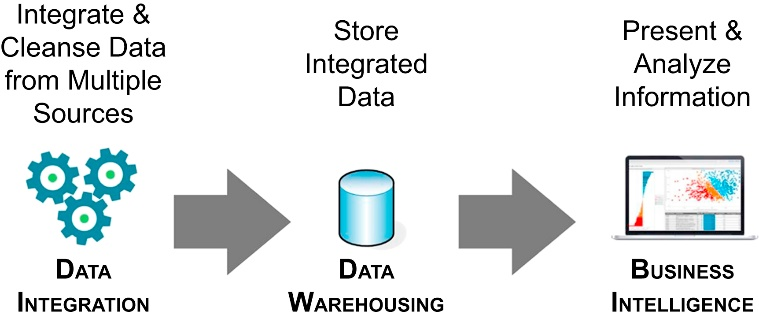 Integrate &
Cleanse Data
from Multiple
Sources
Store
Integrated
Data
Present &
Analyze
Information
DATA
INTEGRATION
DATA
WAREHOUSING
BUSINESS
INTELLIGENCE